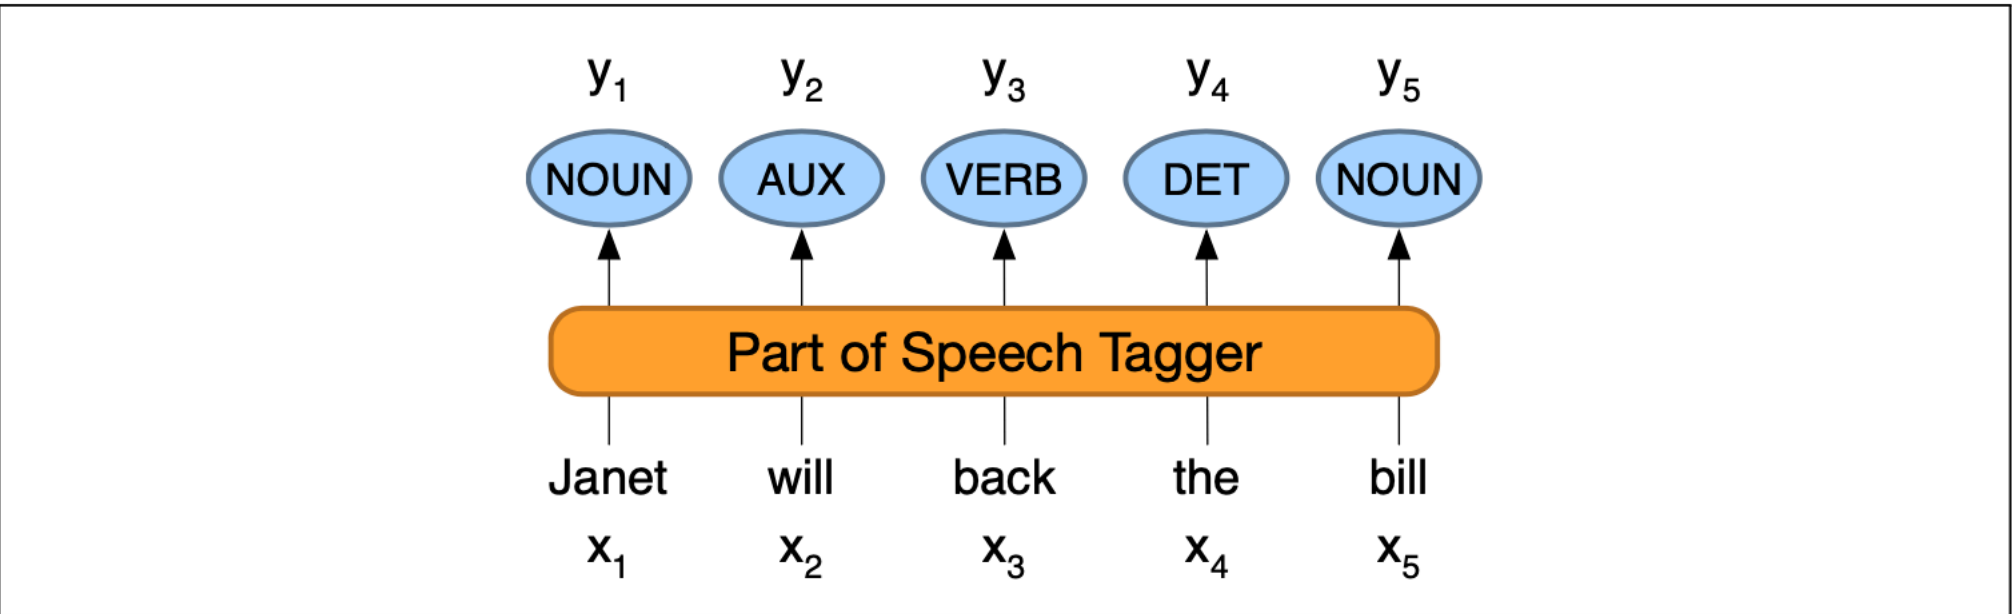 y1 y2 y3 y4 y5
NOUN AUX VERB DET NOUN
Part of Speech Tagger
Janet will back the bill
x1 x2 x3 x4 x5